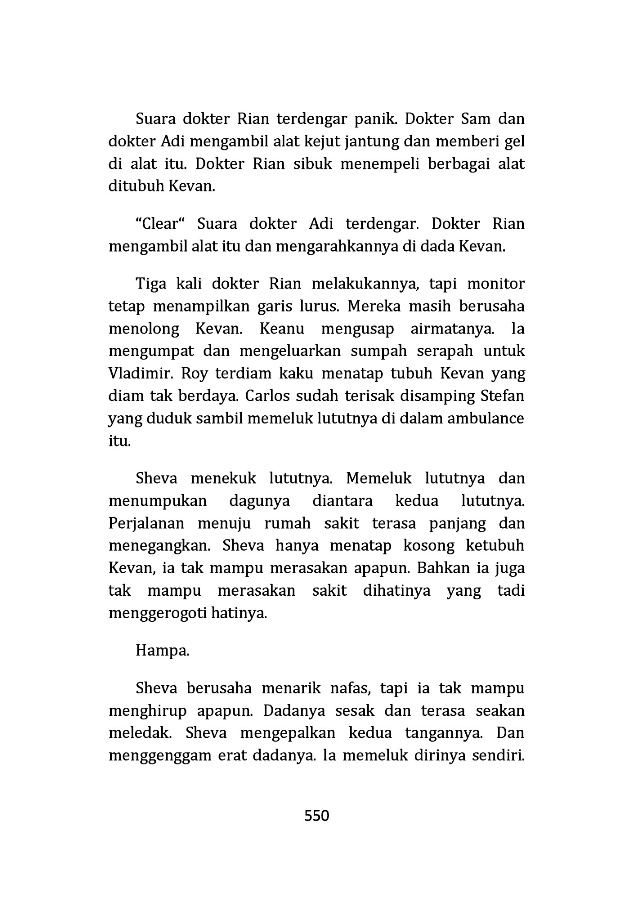 Suara dokter Rian terdengar panik. Dokter Sam dan
dokter Adi mengambil alat kejut jantung dan memberi gel
di alat itu. Dokter Rian sibuk menempeli berbagai alat
ditubuh Kevan.
“Clear“ Suara dokter Adi terdengar. Dokter Rian
mengambil alat itu dan mengarahkannya di dada Kevan.
Tiga kali dokter Rian melakukannya, tapi monitor
tetap menampilkan garis lurus. Mereka masih berusaha
menolong Kevan. Keanu mengusap airmatanya. Ia
mengumpat dan mengeluarkan sumpah serapah untuk
Vladimir. Roy terdiam kaku menatap tubuh Kevan yang
diam tak berdaya. Carlos sudah terisak disamping Stefan
yang duduk sambil memeluk lututnya di dalam ambulance
itu.
Sheva menekuk lututnya. Memeluk lututnya dan
menumpukan dagunya diantara kedua lututnya.
Perjalanan menuju rumah sakit terasa panjang dan
menegangkan. Sheva hanya menatap kosong ketubuh
Kevan, ia tak mampu merasakan apapun. Bahkan ia juga
tak mampu merasakan sakit dihatinya yang tadi
menggerogoti hatinya.
Hampa.
Sheva berusaha menarik nafas, tapi ia tak mampu
menghirup apapun. Dadanya sesak dan terasa seakan
meledak. Sheva mengepalkan kedua tangannya. Dan
menggenggam erat dadanya. Ia memeluk dirinya sendiri.
550